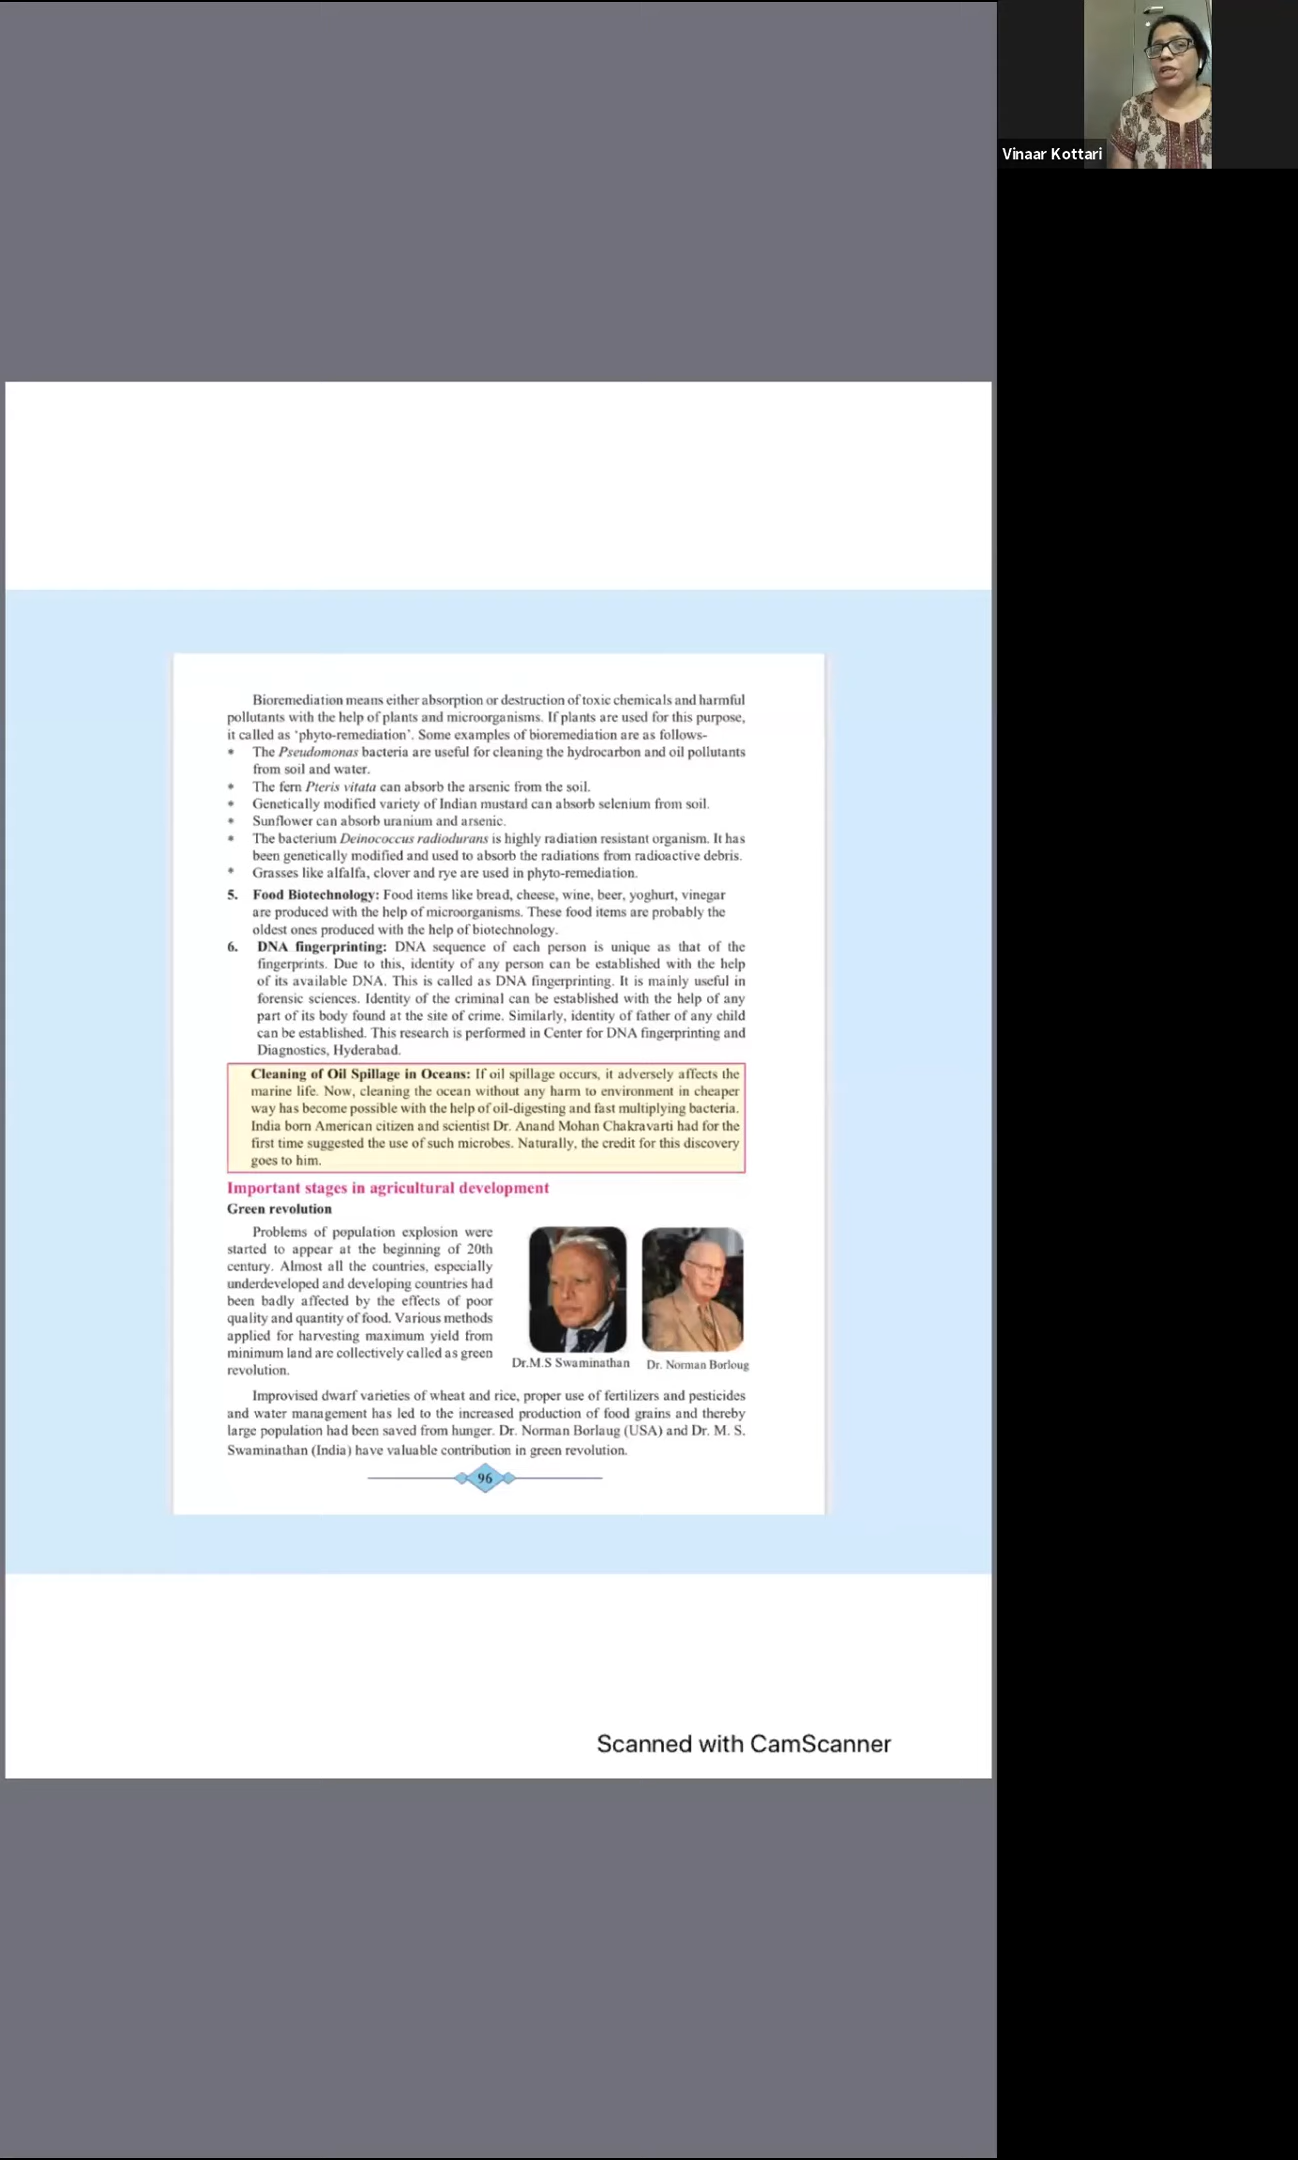 Vinaar Kottari
Bioremediation means either absorption or destruction of toxic chemicals and harmful
pollutants with the help of plants and microorganisms. If plants are used for this purpose,
it called as 'phyto-remediation'. Some examples of bioremediation are as follows-
* The Pseudomonas bacteria are useful for cleaning the hydrocarbon and oil pollutants
from soil and water.
* The fern Pteris vitata can absorb the arsenic from the soil.
* Genetically modified variety of Indian mustard can absorb selenium from soil.
* Sunflower can absorb uranium and arsenic.
* The bacterium Deinococcus radiodurans is highly radiation resistant organism. It has
been genetically modified and used to absorb the radiations from radioactive debris.
* Grasses like alfalfa, clover and rye are used in phyto-remediation.
5. Food Biotechnology: Food items like bread, cheese, wine, beer, yoghurt, vinegar
are produced with the help of microorganisms. These food items are probably the
oldest ones produced with the help of biotechnology.
6. DNA fingerprinting: DNA sequence of each person is unique as that of the
fingerprints. Due to this, identity of any person can be established with the help
of its available DNA. This is called as DNA fingerprinting. It is mainly useful in
forensic sciences. Identity of the criminal can be established with the help of any
part of its body found at the site of crime. Similarly, identity of father of any child
can be established. This research is performed in Center for DNA fingerprinting and
Diagnostics, Hyderabad.
Cleaning of Oil Spillage in Oceans: If oil spillage occurs, it adversely affects the
marine life. Now, cleaning the ocean without any harm to environment in cheaper
way has become possible with the help of oil-digesting and fast multiplying bacteria.
India born American citizen and scientist Dr. Anand Mohan Chakravarti had for the
first time suggested the use of such microbes. Naturally, the credit for this discovery
goes to him.
Important stages in agricultural development
Green revolution
Problems of population explosion were
started to appear at the beginning of 20th
century. Almost all the countries, especially
underdeveloped and developing countries had
been badly affected by the effects of poor
quality and quantity of food. Various methods
applied for harvesting maximum yield from
minimum land are collectively called as green
revolution.
Dr.M.S Swaminathan
Dr. Norman Borloug
Improvised dwarf varieties of wheat and rice, proper use of fertilizers and pesticides
and water management has led to the increased production of food grains and thereby
large population had been saved from hunger. Dr. Norman Borlaug (USA) and Dr. M. S.
Swaminathan (India) have valuable contribution in green revolution.
96
Scanned with CamScanner